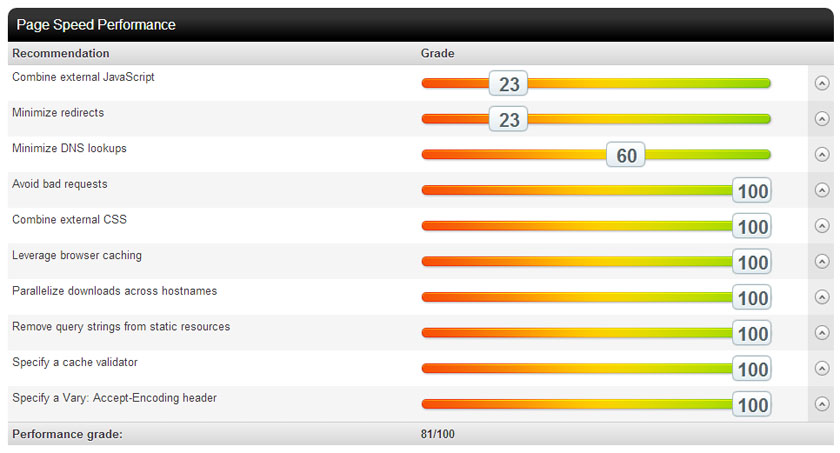 Page Speed Performance
Recommendation Grade
Combine external JavaScript 23
Minimize redirects 23
Minimize DNS lookups 60
Avoid bad requests 100
Combine external CSS 100
Leverage browser caching 100
Parallelize downloads across hostnames 100
Remove query strings from static resources 100
Specify a cache validator 100
Specify a Vary: Accept-Encoding header 100
Performance grade: 81/100